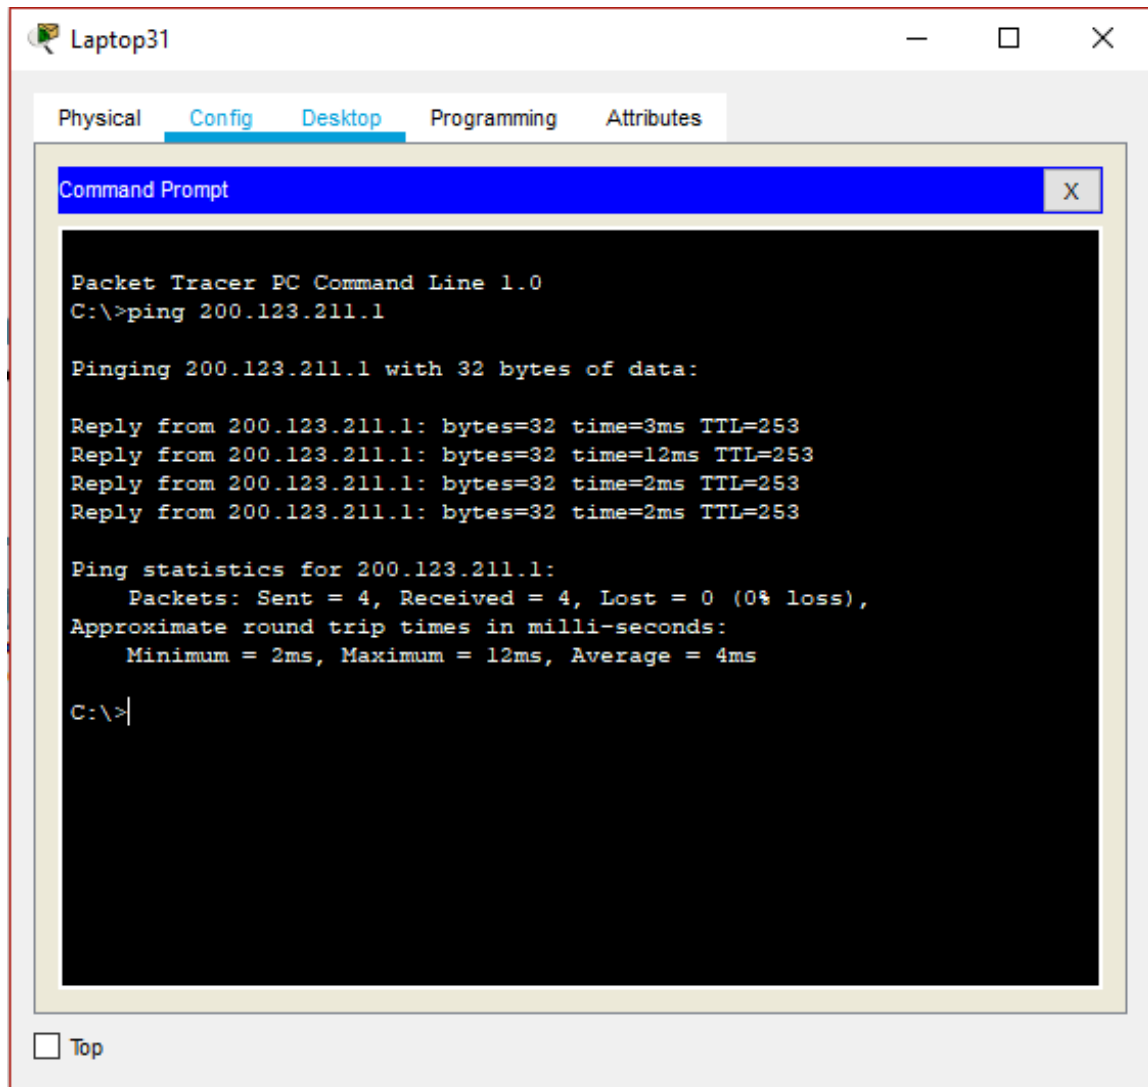 Laptop31
Physical Config Desktop Programming Attributes
Command Prompt X
Packet Tracer PC Command Line 1.0
C:\>ping 200.123.211.1
Pinging 200.123.211.1 with 32 bytes of data:
Reply from 200.123.211.1: bytes=32 time=3ms TTL=253
Reply from 200.123.211.1: bytes=32 time=12ms TTL=253
Reply from 200.123.211.1: bytes=32 time=2ms TTL=253
Reply from 200.123.211.1: bytes=32 time=2ms TTL=253
Ping statistics for 200.123.211.1:
Packets: Sent = 4, Received = 4, Lost = 0 (0% loss),
Approximate round trip times in milli-seconds:
Minimum = 2ms, Maximum = 12ms, Average = 4ms
C:\>
Top